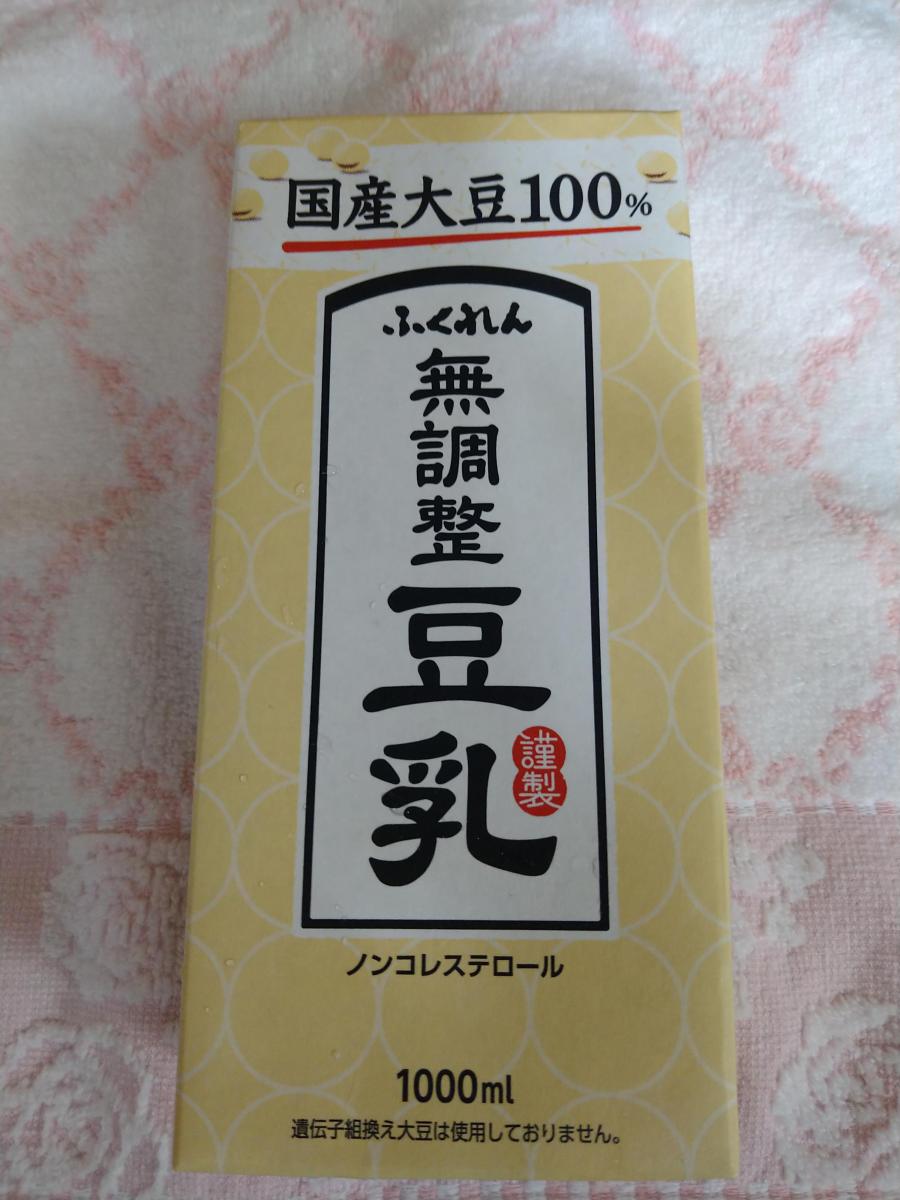 国産大豆100%
ふくれん
無調整
豆乳
謹製
ノンコレステロール
1000ml
遺伝子組換え大豆は使用しておりません。